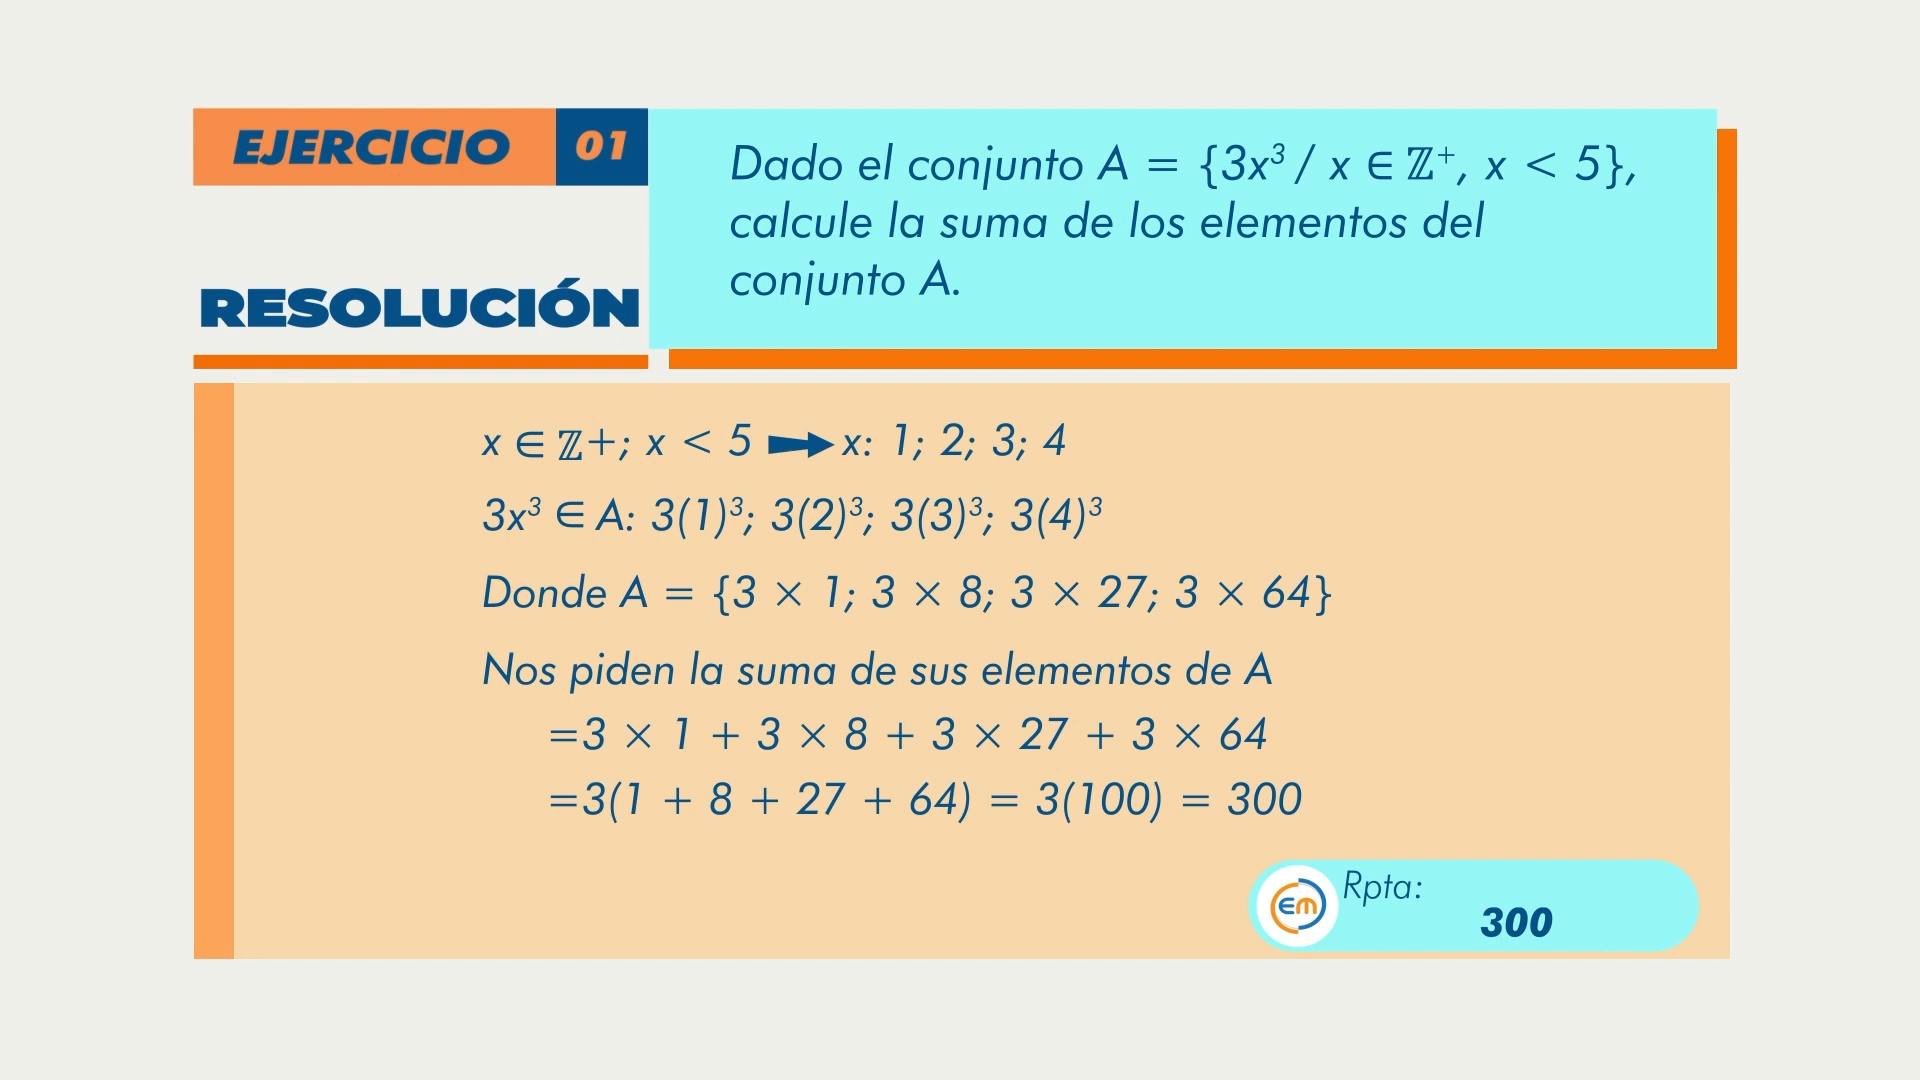 EJERCICIO 01
Dado el conjunto A = {3x³ / x ∈ ℤ⁺, x < 5},
calcule la suma de los elementos del
conjunto A.
RESOLUCIÓN
x ∈ ℤ+; x < 5 ➡ x: 1; 2; 3; 4
3x³ ∈ A: 3(1)³; 3(2)³; 3(3)³; 3(4)³
Donde A = {3 × 1; 3 × 8; 3 × 27; 3 × 64}
Nos piden la suma de sus elementos de A
=3 × 1 + 3 × 8 + 3 × 27 + 3 × 64
=3(1 + 8 + 27 + 64) = 3(100) = 300
em Rpta:
300